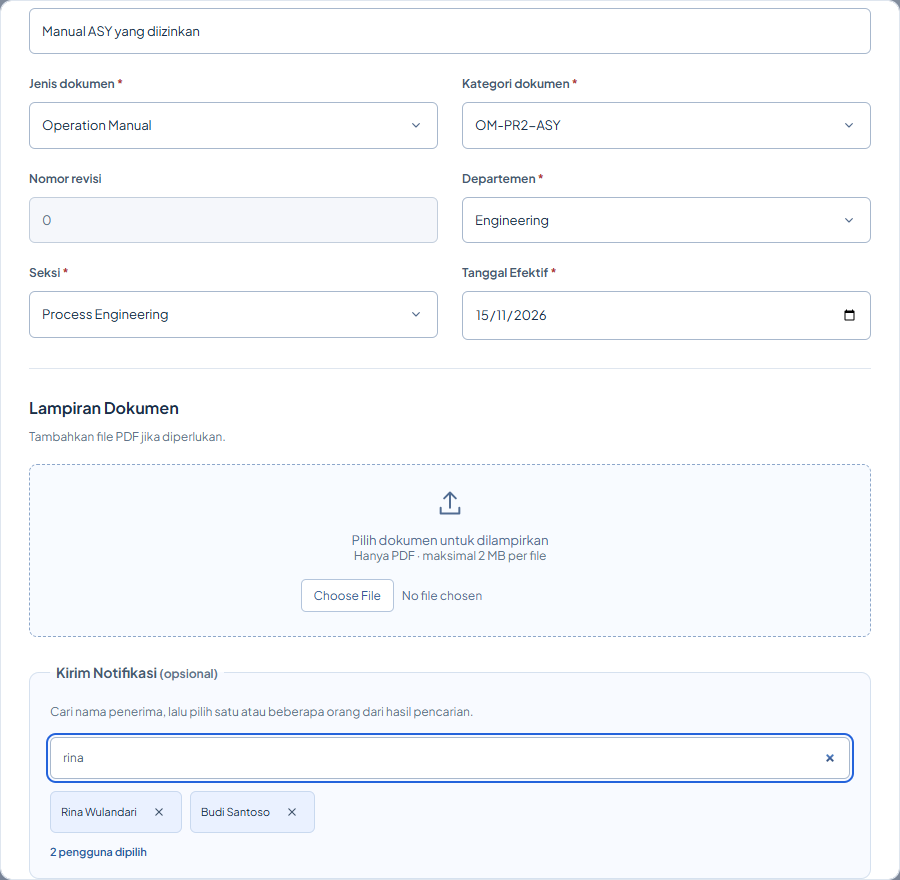 Manual ASY yang diizinkan
Jenis dokumen *
Kategori dokumen *
Operation Manual
OM-PR2-ASY
Nomor revisi
Departemen *
0
Engineering
Seksi *
Tanggal Efektif *
Process Engineering
15/11/2026
Lampiran Dokumen
Tambahkan file PDF jika diperlukan.
Pilih dokumen untuk dilampirkan
Hanya PDF · maksimal 2 MB per file
Choose File No file chosen
Kirim Notifikasi (opsional)
Cari nama penerima, lalu pilih satu atau beberapa orang dari hasil pencarian.
rina
Rina Wulandari
Budi Santoso
2 pengguna dipilih